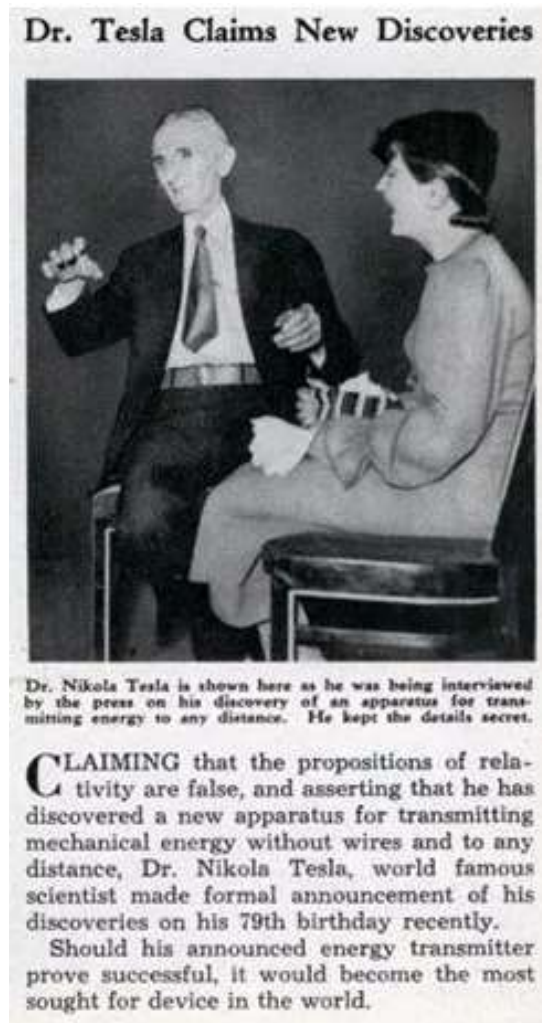 Dr. Tesla Claims New Discoveries
Dr. Nikola Tesla is shown here as he was being interviewed
by the press on his discovery of an apparatus for trans-
mitting energy to any distance. He kept the details secret.
CLAIMING that the propositions of rela-
tivity are false, and asserting that he has
discovered a new apparatus for transmitting
mechanical energy without wires and to any
distance, Dr. Nikola Tesla, world famous
scientist made formal announcement of his
discoveries on his 79th birthday recently.
Should his announced energy transmitter
prove successful, it would become the most
sought for device in the world.